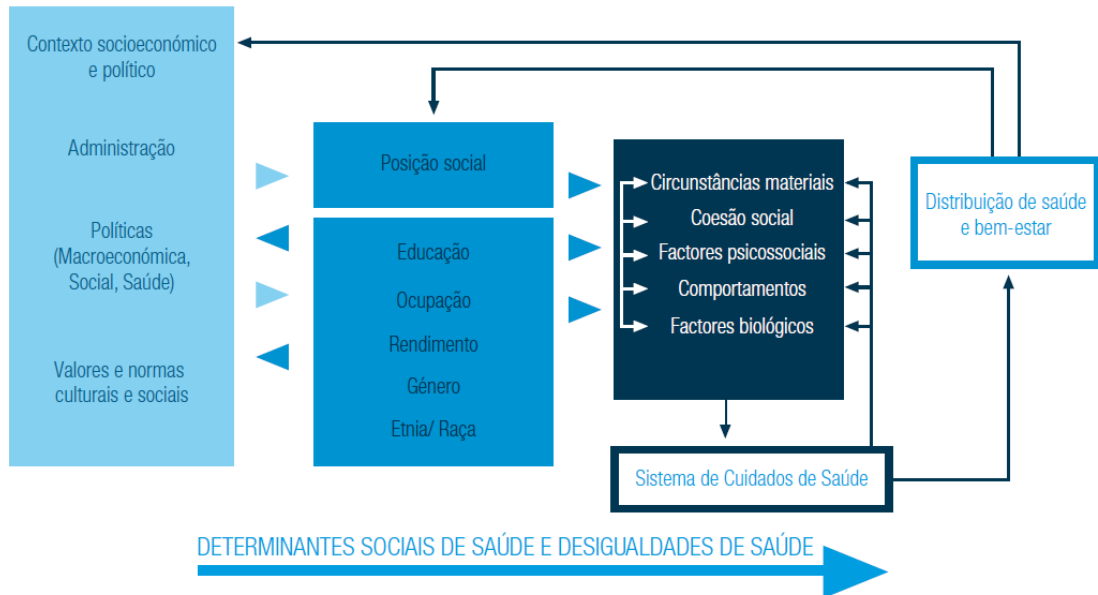 Contexto socioeconómico
e político
Administração
Políticas
(Macroeconómica,
Social, Saúde)
Valores e normas
culturais e sociais
Posição social
Educação
Ocupação
Rendimento
Género
Etnia/ Raça
Circunstâncias materiais
Coesão social
Factores psicossociais
Comportamentos
Factores biológicos
Sistema de Cuidados de Saúde
Distribuição de saúde
e bem-estar
DETERMINANTES SOCIAIS DE SAÚDE E DESIGUALDADES DE SAÚDE